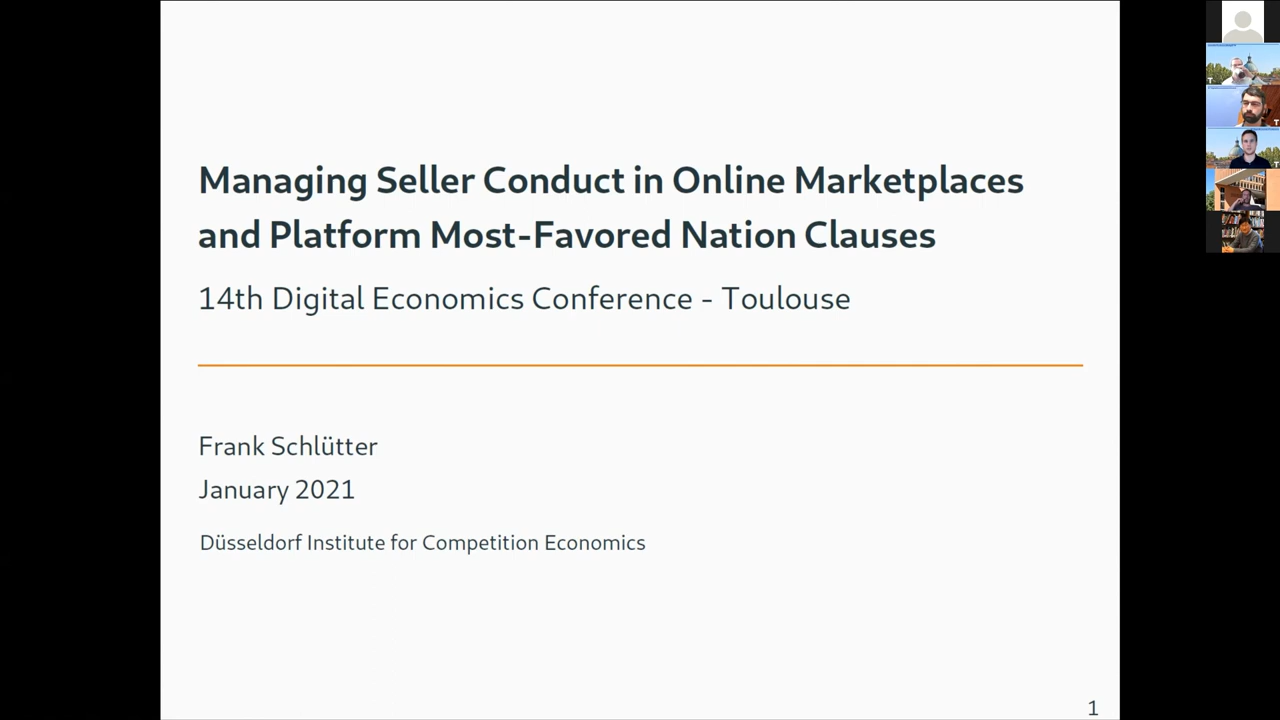 Managing Seller Conduct in Online Marketplaces
and Platform Most-Favored Nation Clauses
14th Digital Economics Conference - Toulouse
Frank Schlütter
January 2021
Düsseldorf Institute for Competition Economics
1